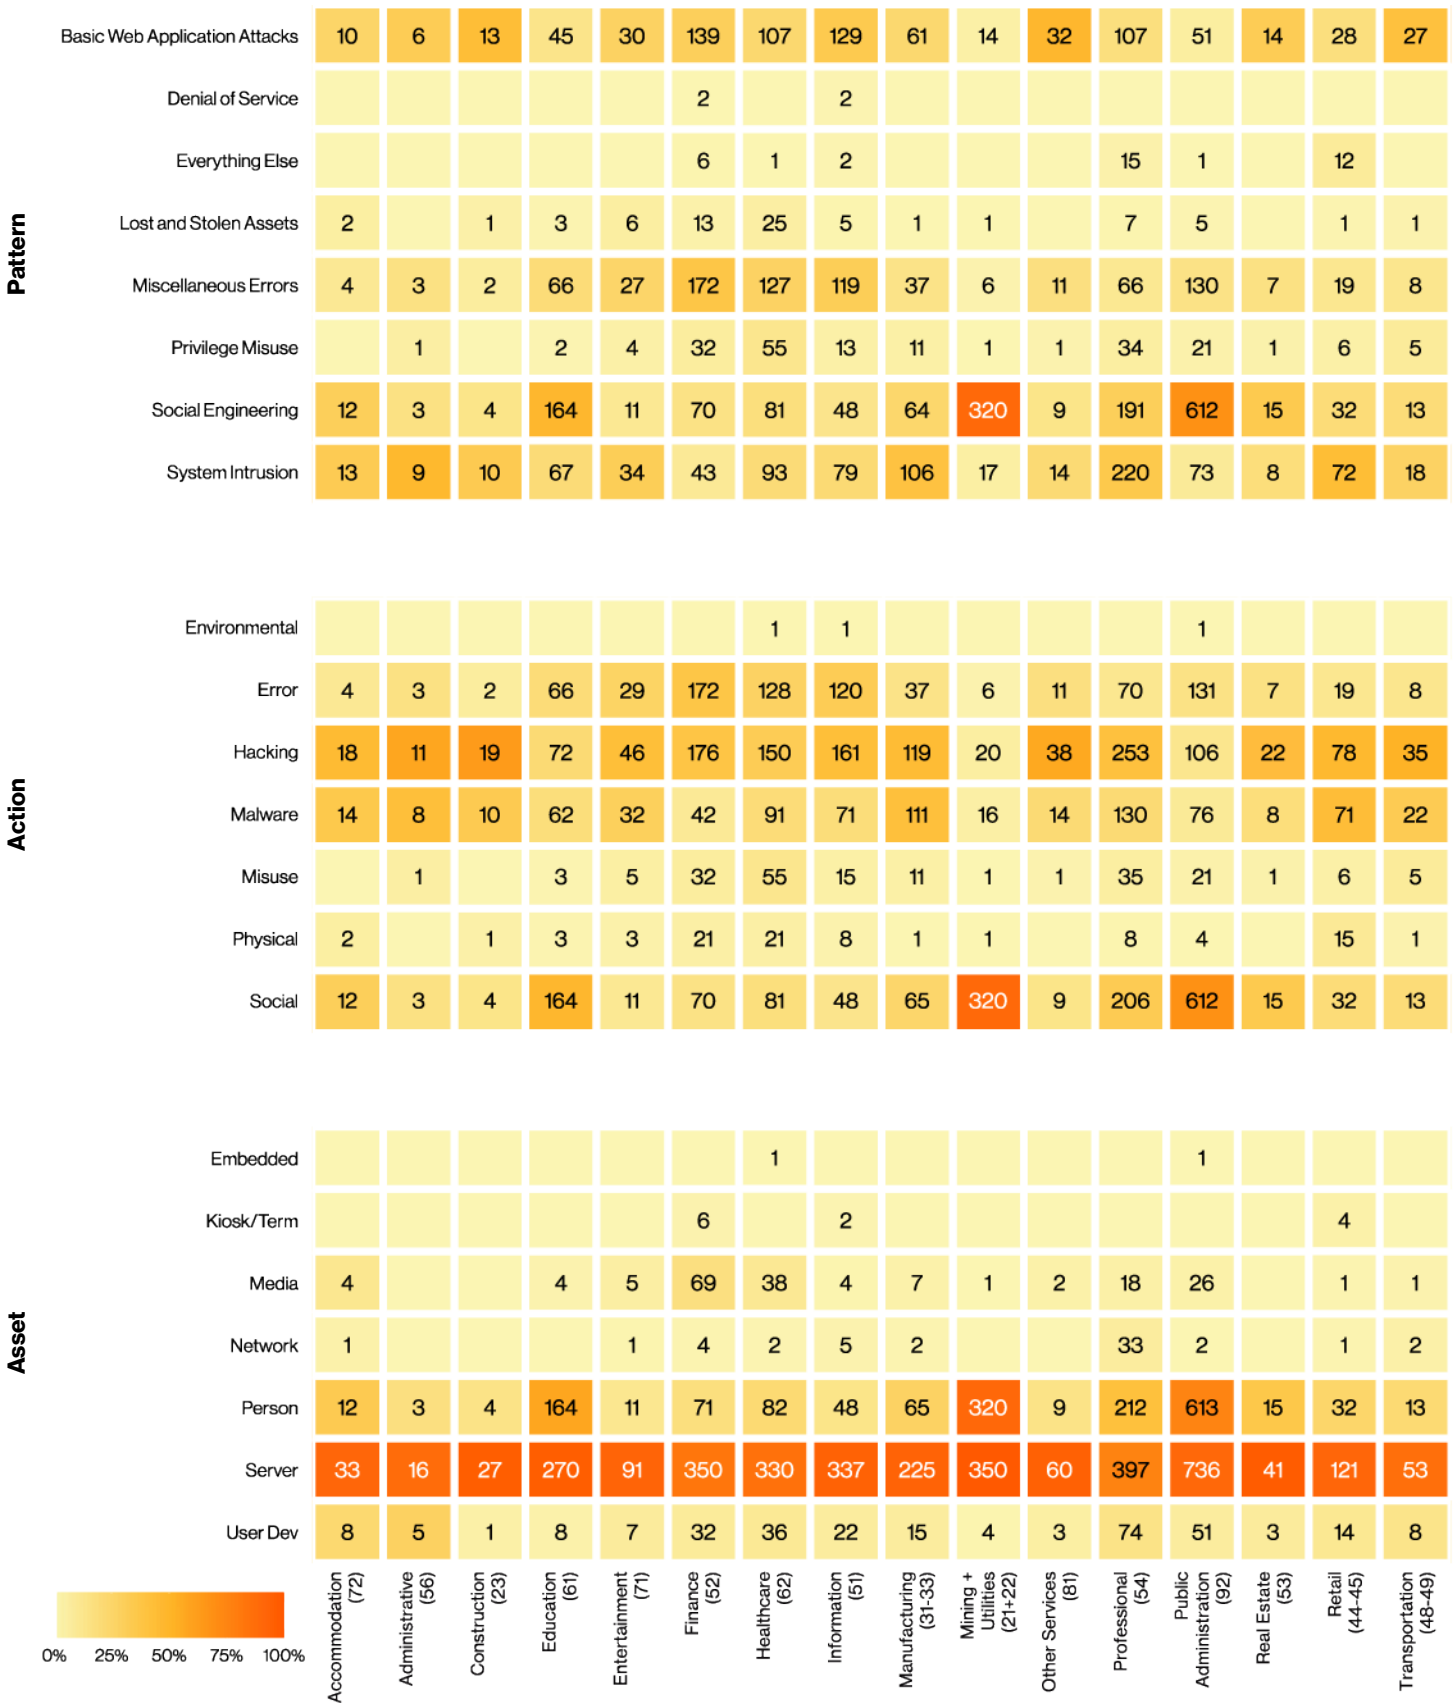 Pattern
Basic Web Application Attacks 10 6 13 45 30 139 107 129 61 14 32 107 51 14 28 27
Denial of Service 2 2
Everything Else 6 1 2 15 1 12
Lost and Stolen Assets 2 1 3 6 13 25 5 1 1 7 5 1 1
Miscellaneous Errors 4 3 2 66 27 172 127 119 37 6 11 66 130 7 19 8
Privilege Misuse 1 2 4 32 55 13 11 1 1 34 21 1 6 5
Social Engineering 12 3 4 164 11 70 81 48 64 320 9 191 612 15 32 13
System Intrusion 13 9 10 67 34 43 93 79 106 17 14 220 73 8 72 18
Action
Environmental 1 1 1
Error 4 3 2 66 29 172 128 120 37 6 11 70 131 7 19 8
Hacking 18 11 19 72 46 176 150 161 119 20 38 253 106 22 78 35
Malware 14 8 10 62 32 42 91 71 111 16 14 130 76 8 71 22
Misuse 1 3 5 32 55 15 11 1 1 35 21 1 6 5
Physical 2 1 3 3 21 21 8 1 1 8 4 15 1
Social 12 3 4 164 11 70 81 48 65 320 9 206 612 15 32 13
Asset
Embedded 1 1
Kiosk/Term 6 2 4
Media 4 4 5 69 38 4 7 1 2 18 26 1 1
Network 1 1 4 2 5 2 33 2 1 2
Person 12 3 4 164 11 71 82 48 65 320 9 212 613 15 32 13
Server 33 16 27 270 91 350 330 337 225 350 60 397 736 41 121 53
User Dev 8 5 1 8 7 32 36 22 15 4 3 74 51 3 14 8
0% 25% 50% 75% 100%
Accommodation
(72)
Administrative
(56)
Construction
(23)
Education
(61)
Entertainment
(71)
Finance
(52)
Healthcare
(62)
Information
(51)
Manufacturing
(31-33)
Mining +
Utilities
(21+22)
Other Services
(81)
Professional
(54)
Public
Administration
(92)
Real Estate
(53)
Retail
(44-45)
Transportation
(48-49)